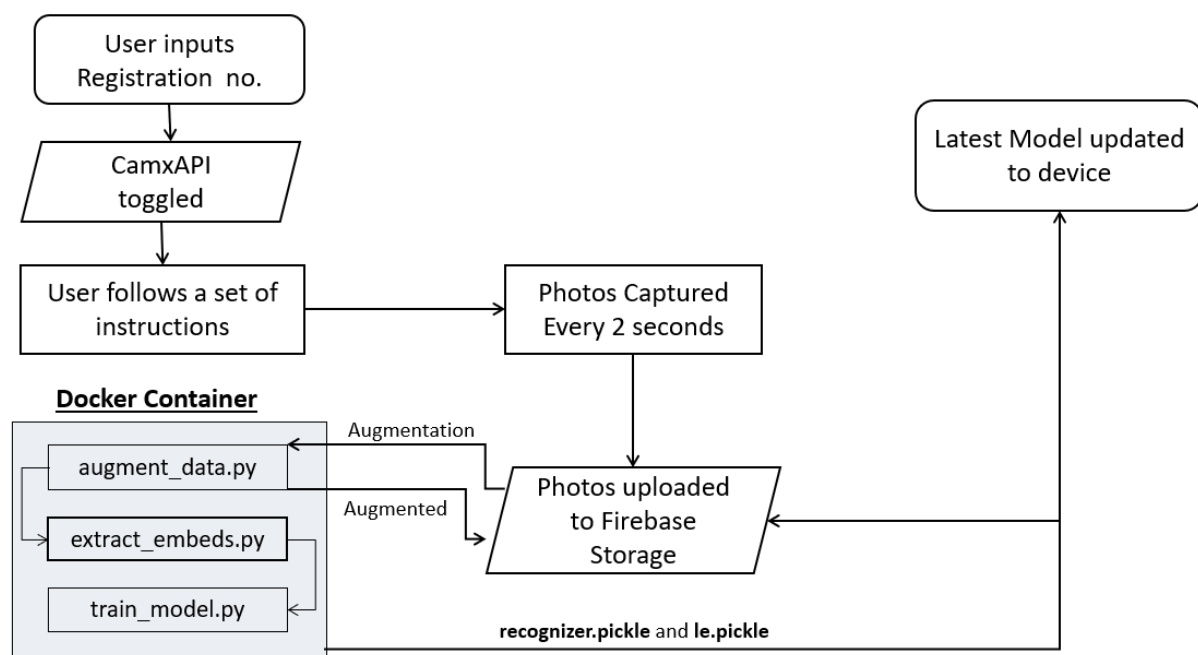 User inputs
Registration no.
CamxAPI
toggled
User follows a set of
instructions
Photos Captured
Every 2 seconds
Latest Model updated
to device
Docker Container
augment_data.py
extract_embeds.py
train_model.py
Augmentation
Augmented
Photos uploaded
to Firebase
Storage
recognizer.pickle and le.pickle